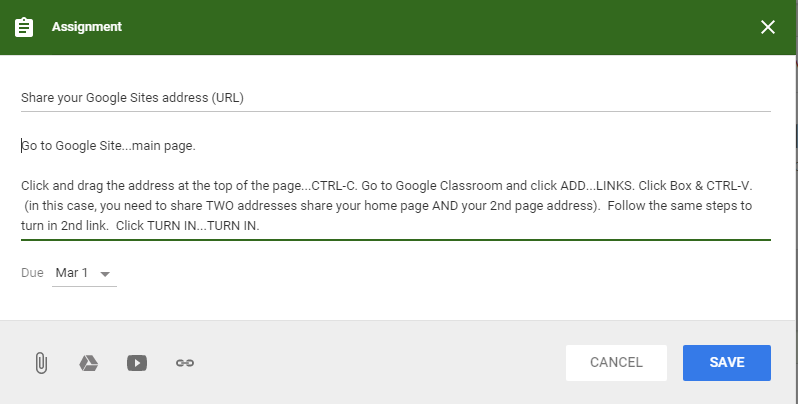 Assignment
Share your Google Sites address (URL)
Go to Google Site...main page.
Click and drag the address at the top of the page...CTRL-C. Go to Google Classroom and click ADD...LINKS. Click Box & CTRL-V.
(in this case, you need to share TWO addresses share your home page AND your 2nd page address).  Follow the same steps to
turn in 2nd link.  Click TURN IN...TURN IN.
Due Mar 1
CANCEL SAVE